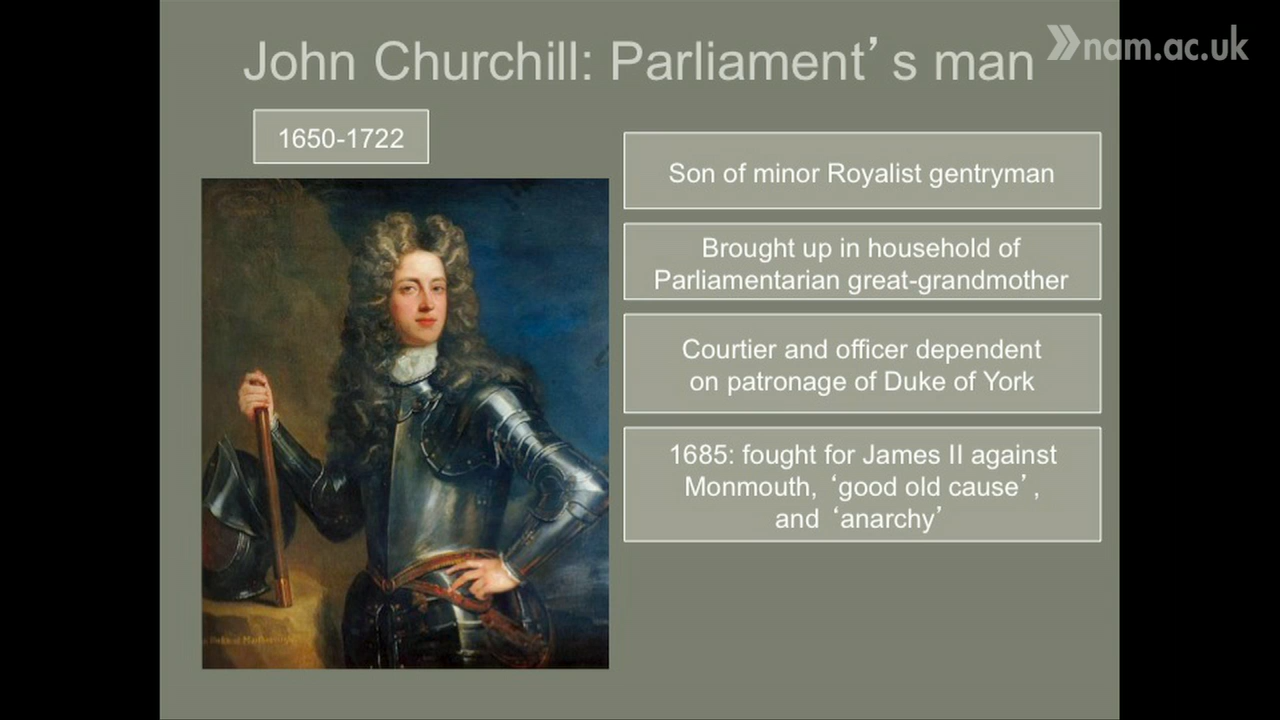 John Churchill: Parliament’s man
nam.ac.uk
1650-1722
Son of minor Royalist gentryman
Brought up in household of
Parliamentarian great-grandmother
Courtier and officer dependent
on patronage of Duke of York
1685: fought for James II against
Monmouth, ‘good old cause’,
and ‘anarchy’